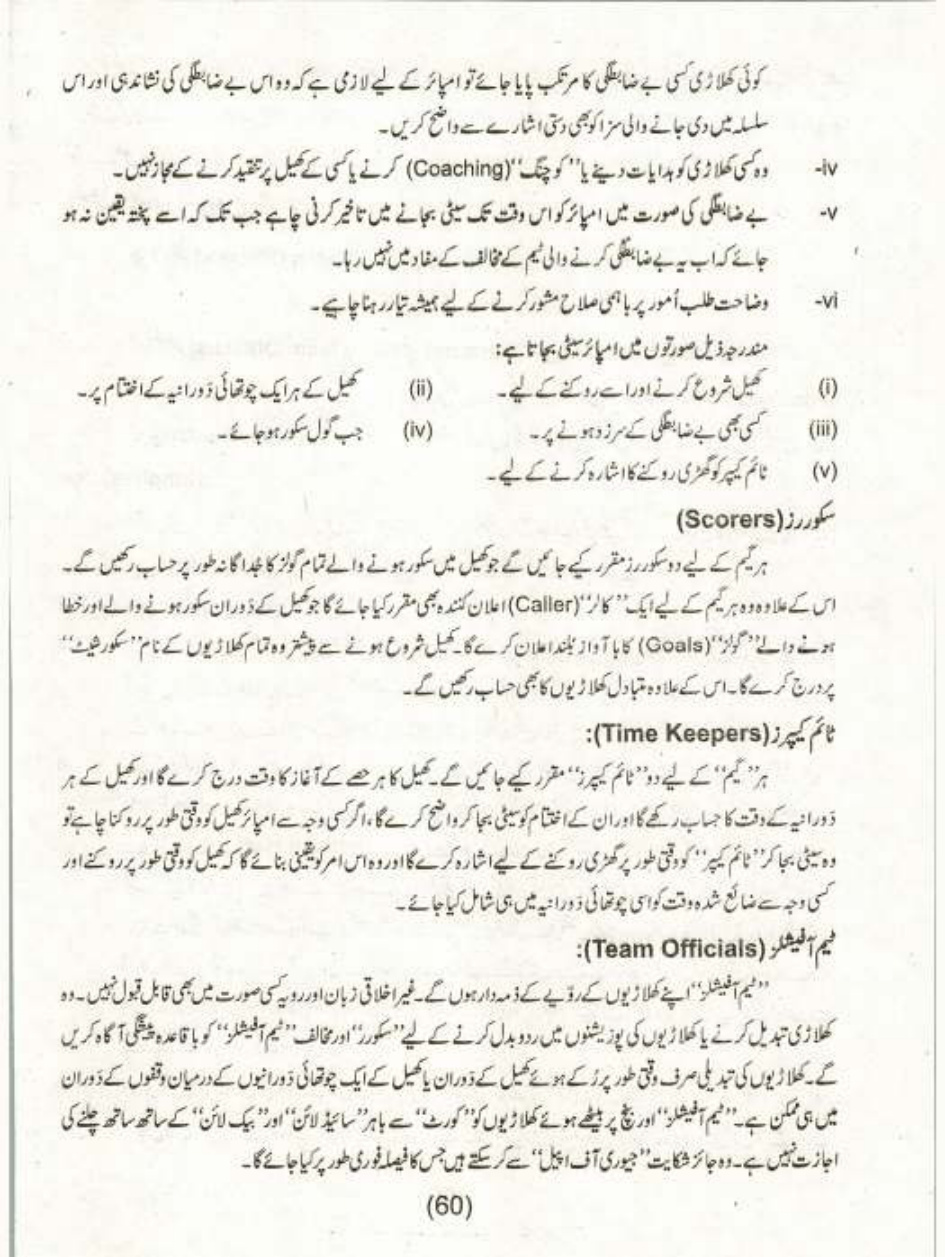 کوئی کھلاڑی کسی بے ضابطگی کا مرتکب پایا جائے تو امپائر کے لیے لازمی ہے کہ وہ اس بے ضابطگی کی نشاندہی اور اس
سلسلہ میں دی جانے والی سزا کو بھی دستی اشارے سے واضح کریں۔
-iv وہ کسی کھلاڑی کو ہدایات دینے یا ’’کوچنگ‘‘ (Coaching) کرنے یا کسی کے کھیل پر تنقید کرنے کے مجاز نہیں۔
-v بے ضابطگی کی صورت میں امپائر کو اس وقت تک سیٹی بجانے میں تاخیر کرنی چاہے جب تک کہ اسے پختہ یقین نہ ہو
جائے کہ اب یہ بے ضابطگی کرنے والی ٹیم کے مخالف کے مفاد میں نہیں رہا۔
-vi وضاحت طلب اُمور پر باہمی صلاح مشور کرنے کے لیے ہمیشہ تیار رہنا چاہیے۔
مندرجہ ذیل صورتوں میں امپائر سیٹی بجاتا ہے:
(i) کھیل شروع کرنے اور اسے روکنے کے لیے۔ (ii) کھیل کے ہر ایک چوتھائی دَورانیہ کے اختتام پر۔
(iii) کسی بھی بے ضابطگی کے سرزد ہونے پر۔ (iv) جب گول سکور ہو جائے۔
(v) ٹائم کیپر کو گھڑی روکنے کا اشارہ کرنے کے لیے۔
سکوررز (Scorers)
ہر گیم کے لیے دو سکوررز مقرر کیے جائیں گے جو کھیل میں سکور ہونے والے تمام گولز کا جُداگانہ طور پر حساب رکھیں گے۔
اس کے علاوہ وہ ہر گیم کے لیے ایک ’’کالر‘‘ (Caller) اعلان کنندہ بھی مقرر کیا جائے گا جو کھیل کے دَوران سکور ہونے والے اور خطا
ہونے والے ’’گولز‘‘ (Goals) کا با آواز بُلند اعلان کرے گا۔ کھیل شروع ہونے سے پیشتر وہ تمام کھلاڑیوں کے نام ’’سکور شیٹ‘‘
پر درج کرے گا۔ اس کے علاوہ متبادل کھلاڑیوں کا بھی حساب رکھیں گے۔
ٹائم کیپرز (Time Keepers):
ہر ’’گیم‘‘ کے لیے دو ’’ٹائم کیپرز‘‘ مقرر کیے جائیں گے۔ کھیل کا ہر حصے کے آغاز کا وقت درج کرے گا اور کھیل کے ہر
دَورانیہ کے وقت کا حساب رکھے گا اور ان کے اختتام کو سیٹی بجا کر واضح کرے گا، اگر کسی وجہ سے امپائر کھیل کو وقتی طور پر روکنا چاہے تو
وہ سیٹی بجا کر ’’ٹائم کیپر‘‘ کو وقتی طور پر گھڑی روکنے کے لیے اشارہ کرے گا اور وہ اس امر کو یقینی بنائے گا کہ کھیل کو وقتی طور پر روکنے اور
کسی وجہ سے ضائع شدہ وقت کو اسی چوتھائی دَورانیہ میں ہی شامل کیا جائے۔
ٹیم آفیشلز (Team Officials):
’’ٹیم آفیشلز‘‘ اپنے کھلاڑیوں کے رویّے کے ذمہ دار ہوں گے۔ غیر اخلاقی زبان اور رویہ کسی صورت میں بھی قابل قبول نہیں۔ وہ
کھلاڑی تبدیل کرنے یا کھلاڑیوں کی پوزیشنوں میں ردو بدل کرنے کے لیے ’’سکورر‘‘ اور مخالف ’’ٹیم آفیشلز‘‘ کو باقاعدہ پیشگی آگاہ کریں
گے۔ کھلاڑیوں کی تبدیلی صرف وقتی طور پر رُکے ہوئے کھیل کے دَوران یا کھیل کے ایک چوتھائی دَورانیوں کے درمیان وقفوں کے دَوران
میں ہی ممکن ہے۔ ’’ٹیم آفیشلز‘‘ اور بنچ پر بیٹھے ہوئے کھلاڑیوں کو ’’کورٹ‘‘ سے باہر ’’سائیڈ لائن‘‘ اور ’’بیک لائن‘‘ کے ساتھ ساتھ چلنے کی
اجازت نہیں ہے۔ وہ جائز شکایت ’’جیوری آف اپیل‘‘ سے کر سکتے ہیں جس کا فیصلہ فوری طور پر کیا جائے گا۔
(60)